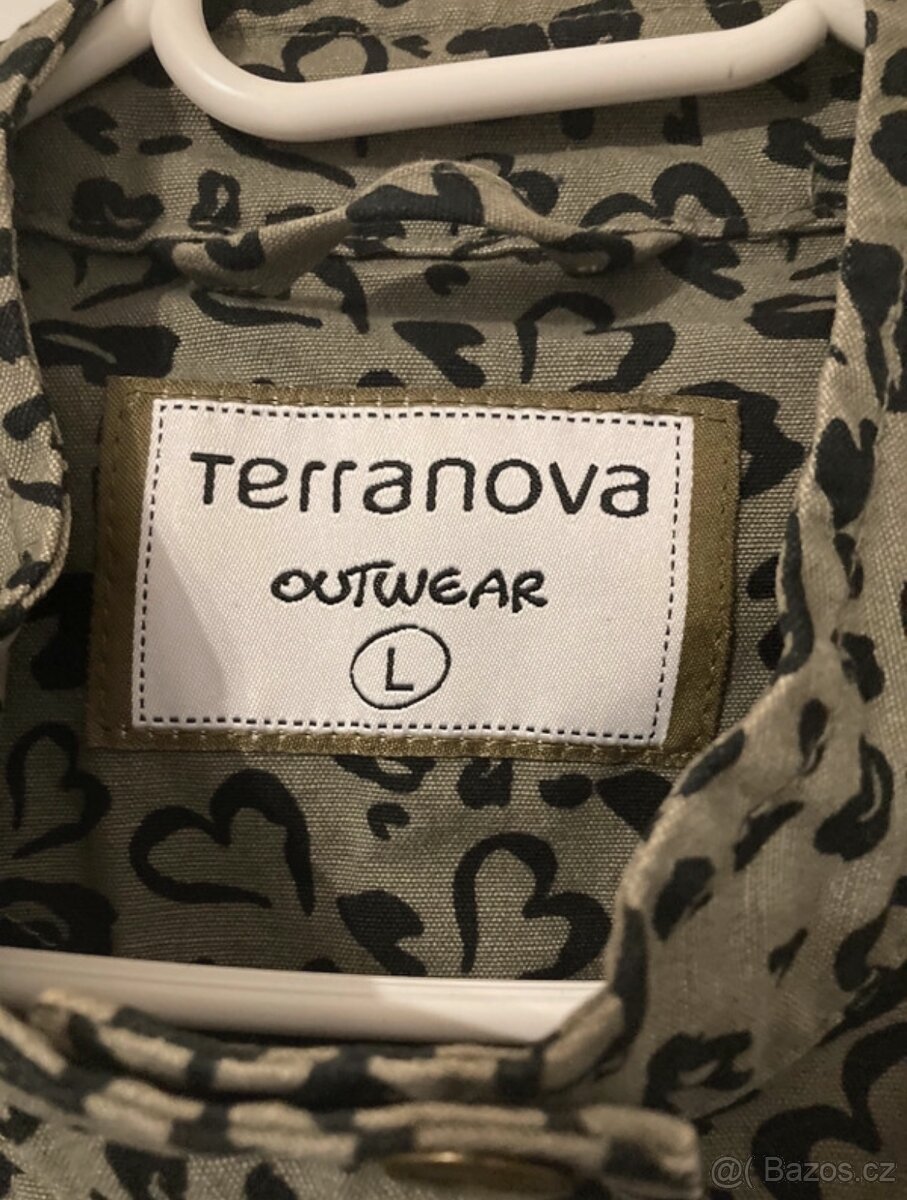 Terranova
OUTWEAR
L
@( Bazos.cz